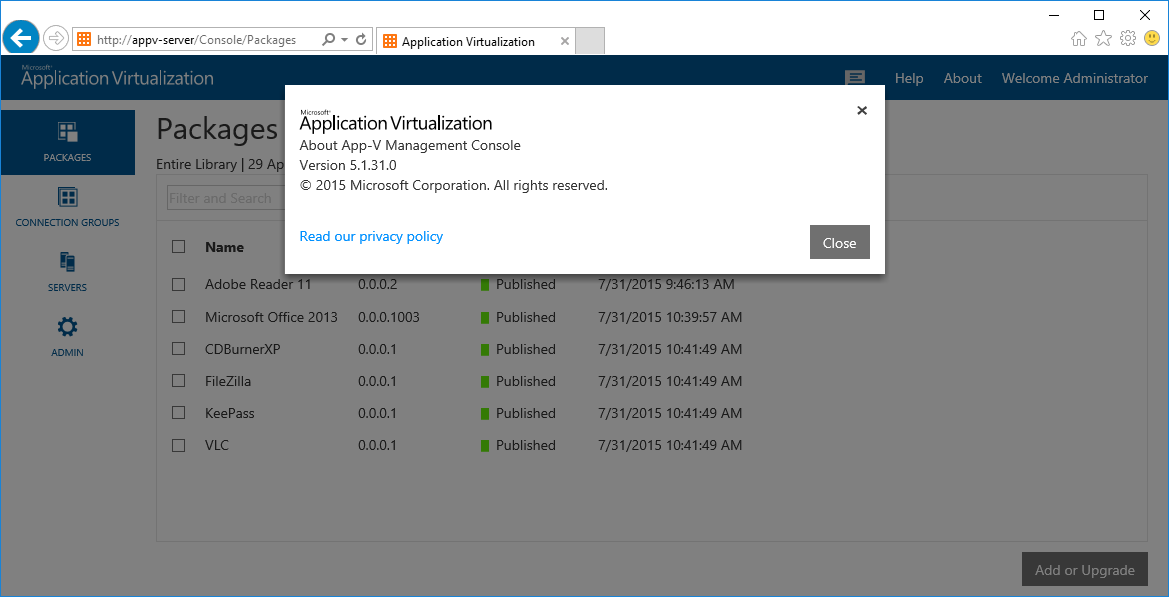 http://appv-server/Console/Packages
Application Virtualization
Microsoft®
Application Virtualization
Help
About
Welcome Administrator
PACKAGES
CONNECTION GROUPS
SERVERS
ADMIN
Packages
Entire Library | 29 Ap
Filter and Search
Microsoft®
Application Virtualization
About App-V Management Console
Version 5.1.31.0
© 2015 Microsoft Corporation. All rights reserved.
Read our privacy policy
Close
Name
Adobe Reader 11 0.0.0.2 Published 7/31/2015 9:46:13 AM
Microsoft Office 2013 0.0.0.1003 Published 7/31/2015 10:39:57 AM
CDBurnerXP 0.0.0.1 Published 7/31/2015 10:41:49 AM
FileZilla 0.0.0.1 Published 7/31/2015 10:41:49 AM
KeePass 0.0.0.1 Published 7/31/2015 10:41:49 AM
VLC 0.0.0.1 Published 7/31/2015 10:41:49 AM
Add or Upgrade